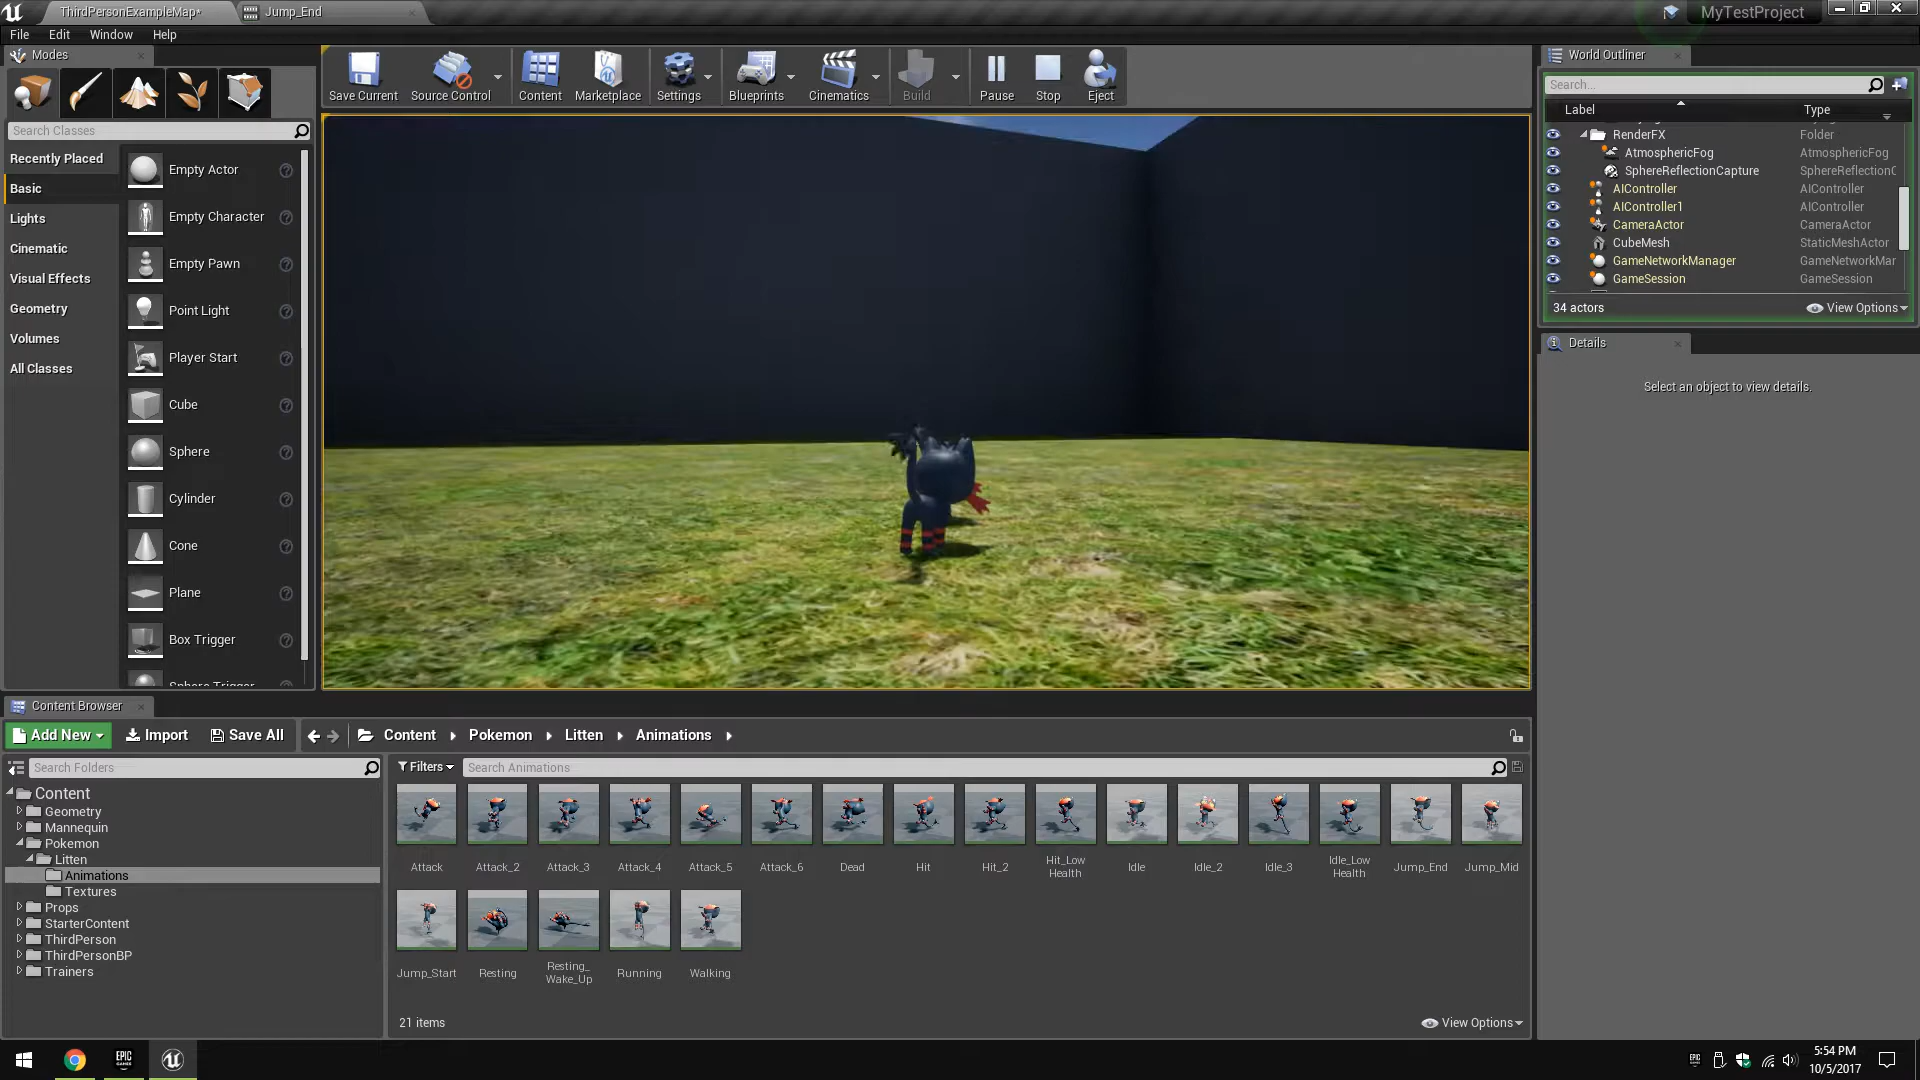 ThirdPersonExampleMap*
Jump_End
MyTestProject
File Edit Window Help
Modes
Search Classes
Recently Placed
Basic
Lights
Cinematic
Visual Effects
Geometry
Volumes
All Classes
Empty Actor
Empty Character
Empty Pawn
Point Light
Player Start
Cube
Sphere
Cylinder
Cone
Plane
Box Trigger
Sphere Trigger
Save Current
Source Control
Content
Marketplace
Settings
Blueprints
Cinematics
Build
Pause
Stop
Eject
World Outliner
Search...
Label Type
RenderFX Folder
AtmosphericFog AtmosphericFog
SphereReflectionCapture SphereReflectionC
AIController AIController
AIController1 AIController
CameraActor CameraActor
CubeMesh StaticMeshActor
GameNetworkManager GameNetworkMar
GameSession GameSession
34 actors View Options
Details
Select an object to view details.
Content Browser
Add New Import Save All Content Pokemon Litten Animations
Search Folders
Content
Geometry
Mannequin
Pokemon
Litten
Animations
Textures
Props
StarterContent
ThirdPerson
ThirdPersonBP
Trainers
Filters Search Animations
Attack
Attack_2
Attack_3
Attack_4
Attack_5
Attack_6
Dead
Hit
Hit_2
Hit_Low
Health
Idle
Idle_2
Idle_3
Idle_Low
Health
Jump_End
Jump_Mid
Jump_Start
Resting
Resting_
Wake_Up
Running
Walking
21 items View Options
EPIC
GAMES
EPIC
5:54 PM
10/5/2017